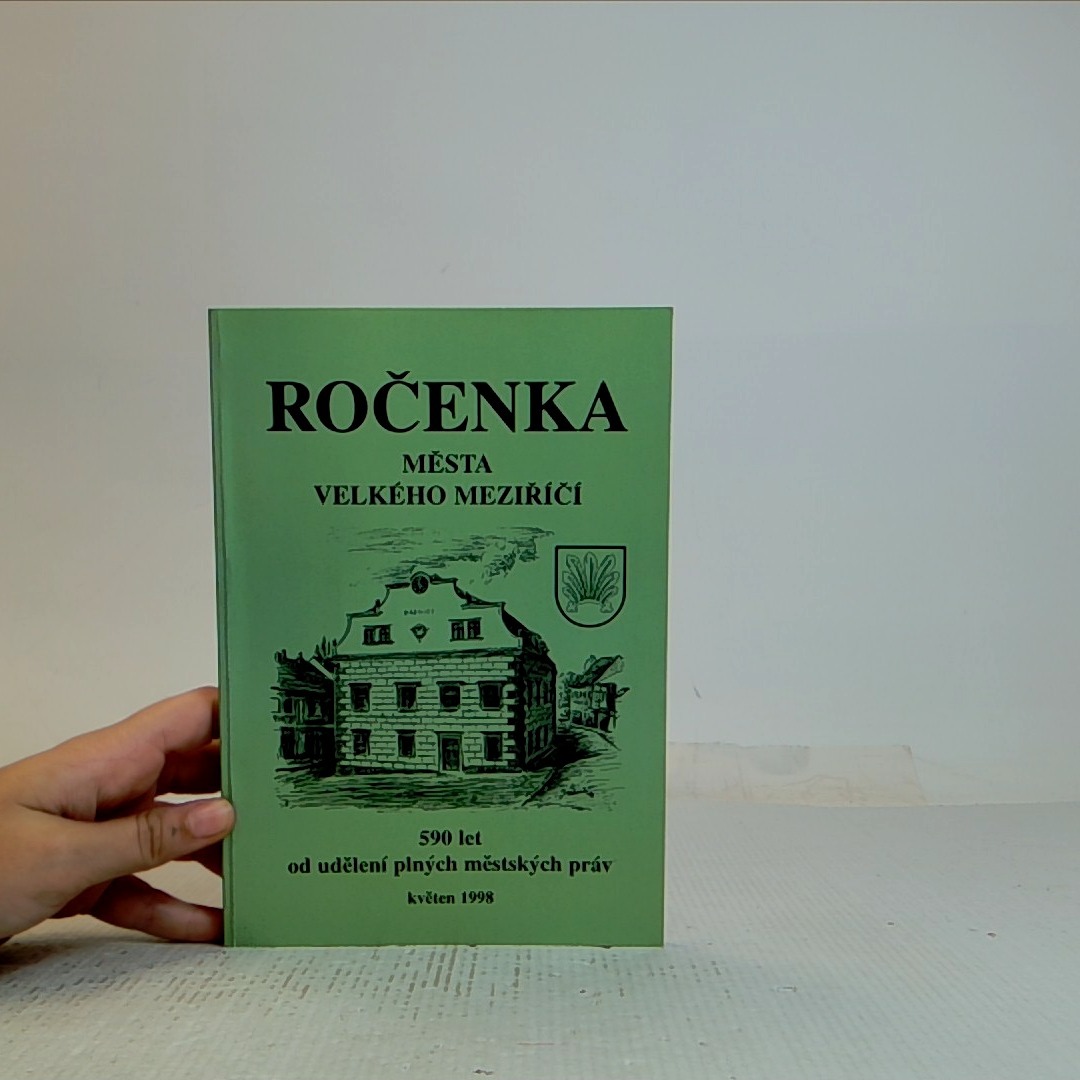 ROČENKA
MĚSTA
VELKÉHO MEZIŘÍČÍ
590 let
od udělení plných městských práv
květen 1998